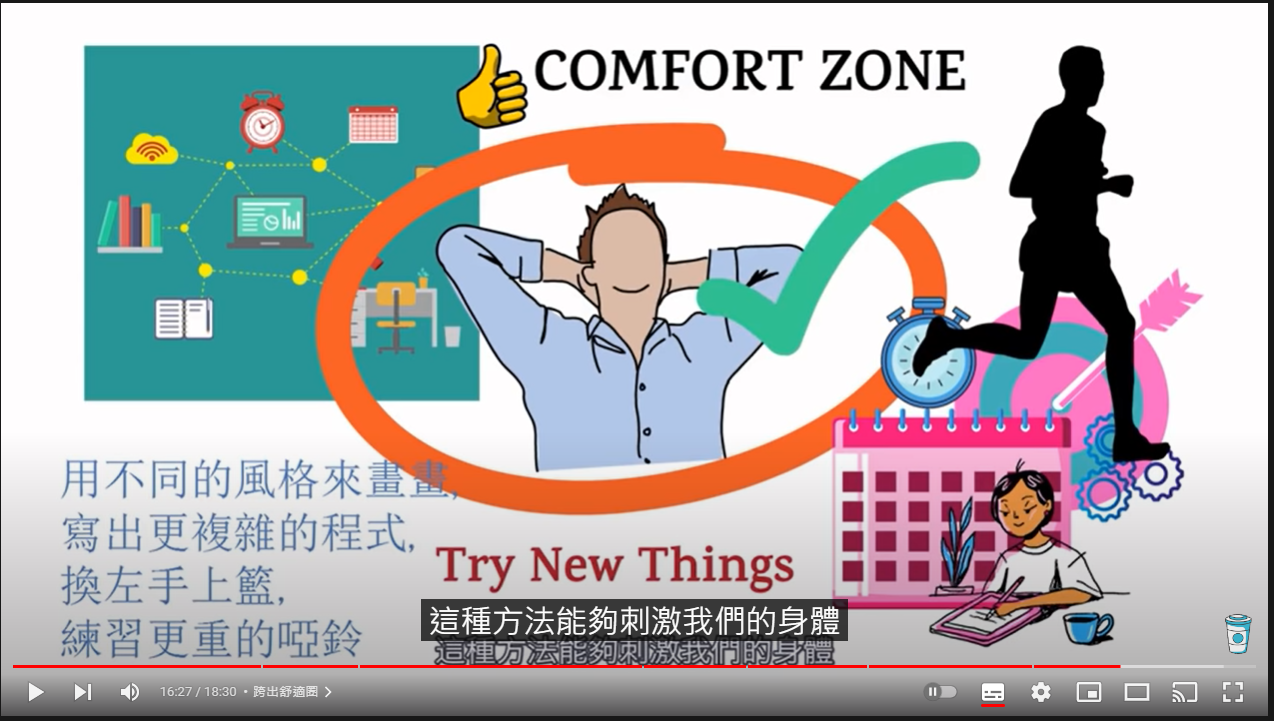 COMFORT ZONE
用不同的風格來畫畫,
寫出更複雜的程式,
換左手上籃,
練習更重的啞鈴
Try New Things
這種方法能夠刺激我們的身體
這種方法能夠刺激我們的身體
16:27 / 18:30 • 跨出舒適圈